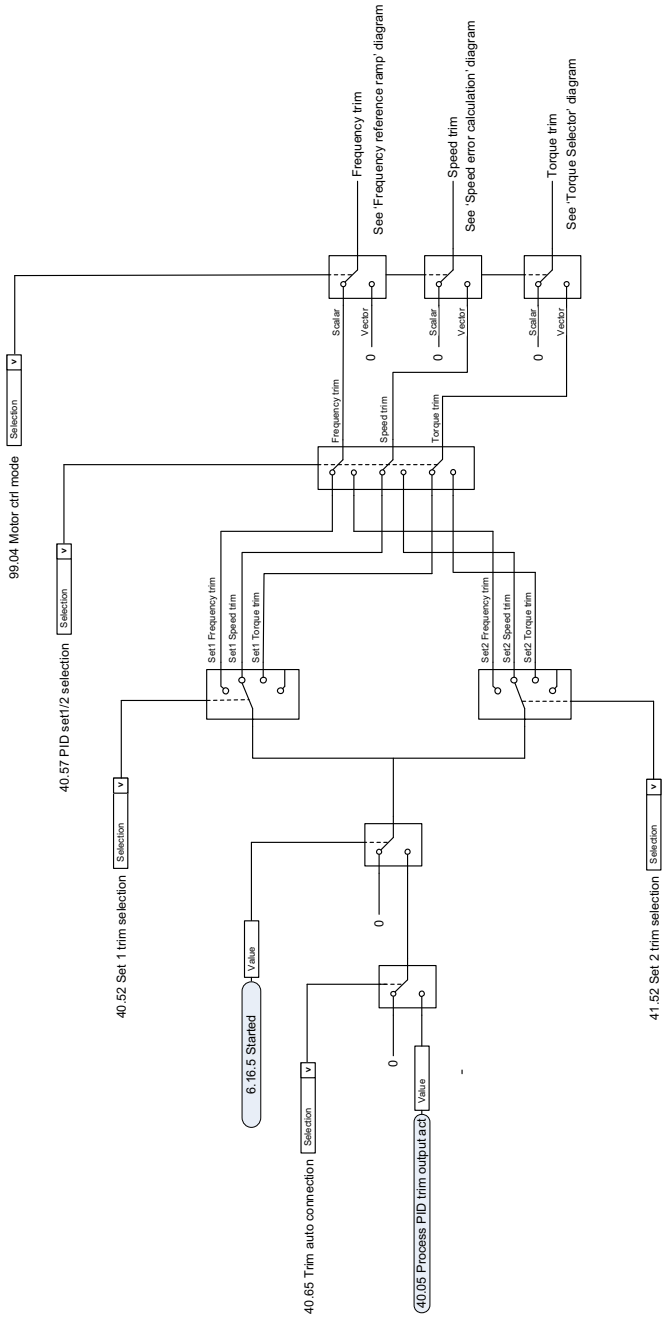 99.04 Motor ctrl mode
Selection
v
40.57 PID set1/2 selection
Selection
v
40.52 Set 1 trim selection
Selection
v
6.16.5 Started
Value
40.65 Trim auto connection
Selection
v
40.05 Process PID trim output act
Value
0
-
0
Set1 Frequency trim
Set1 Speed trim
Set1 Torque trim
Set2 Frequency trim
Set2 Speed trim
Set2 Torque trim
41.52 Set 2 trim selection
Selection
v
Frequency trim
Speed trim
Torque trim
Scalar
0
Vector
Frequency trim
See 'Frequency reference ramp' diagram
0
Scalar
Vector
Speed trim
See 'Speed error calculation' diagram
0
Scalar
Vector
Torque trim
See 'Torque Selector' diagram